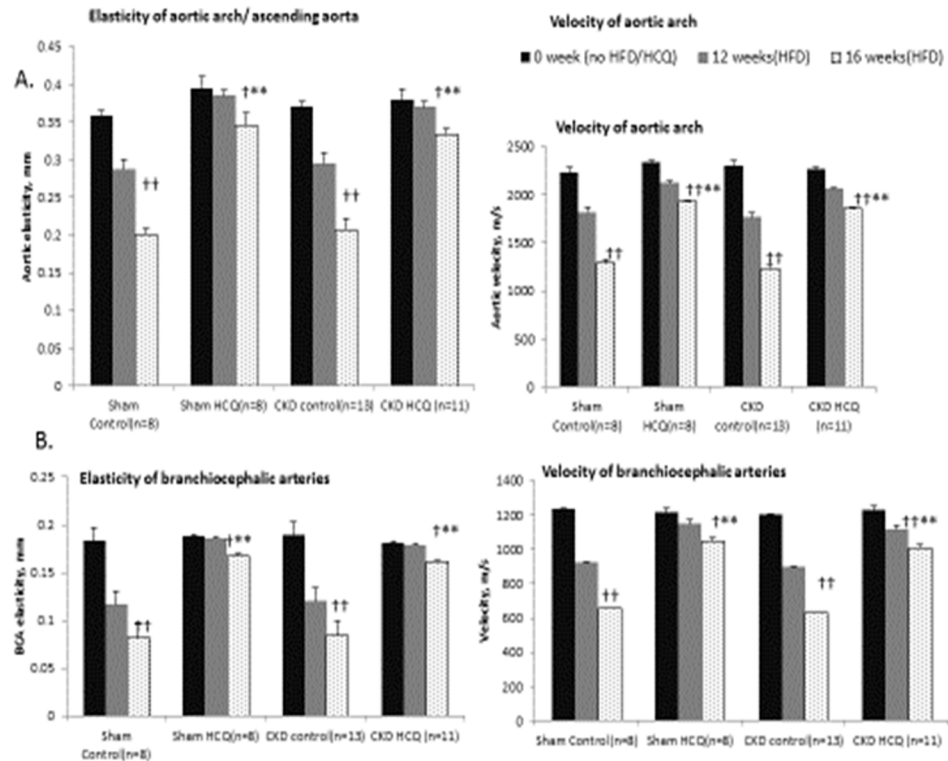 Elasticity of aortic arch/ ascending aorta
A.
Aortic elasticity, mm
0.45
0.4
0.35
0.3
0.25
0.2
0.15
0.1
0.05
0
††
†**
††
†**
Sham
Control(n=8)
Sham HCQ(n=8)
CKD control(n=13)
CKD HCQ (n=11)
Velocity of aortic arch
0 week (no HFD/HCQ)
12 weeks(HFD)
16 weeks(HFD)
Velocity of aortic arch
Aortic velocity, m/s
2500
2000
1500
1000
500
0
††
††**
‡†
††**
Sham
Control(n=8)
Sham
HCQ(n=8)
CKD
control(n=13)
CKD HCQ
(n=11)
B.
Elasticity of branchiocephalic arteries
BCA elasticity, mm
0.25
0.2
0.15
0.1
0.05
0
††
†**
††
†**
Sham
Control(n=8)
Sham HCQ(n=8)
CKD control(n=13)
CKD HCQ (n=11)
Velocity of branchiocephalic arteries
Velocity, m/s
1400
1200
1000
800
600
400
200
0
††
†**
††
††**
Sham Control(n=8)
Sham HCQ(n=8)
CKD control(n=13)
CKD HCQ (n=11)